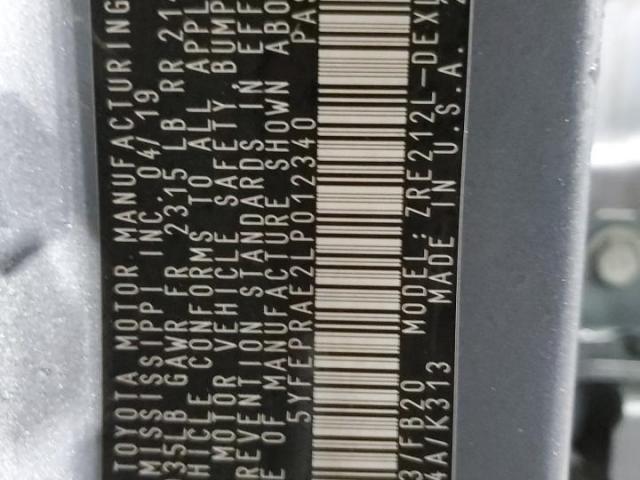 TOYOTA MOTOR MANUFACTURING
MISSISSIPPI INC. 04/19
35LB GAWR FR 2315 LB RR 21
HICLE CONFORMS TO ALL APPL
MOTOR VEHICLE SAFETY BUMP
REVENTION STANDARDS IN EFF
E OF MANUFACTURE SHOWN ABO
5YFEPRAE2LP012340 PAS
3/FB20 MODEL: ZRE212L-DEX
4A/K313 MADE IN U.S.A.